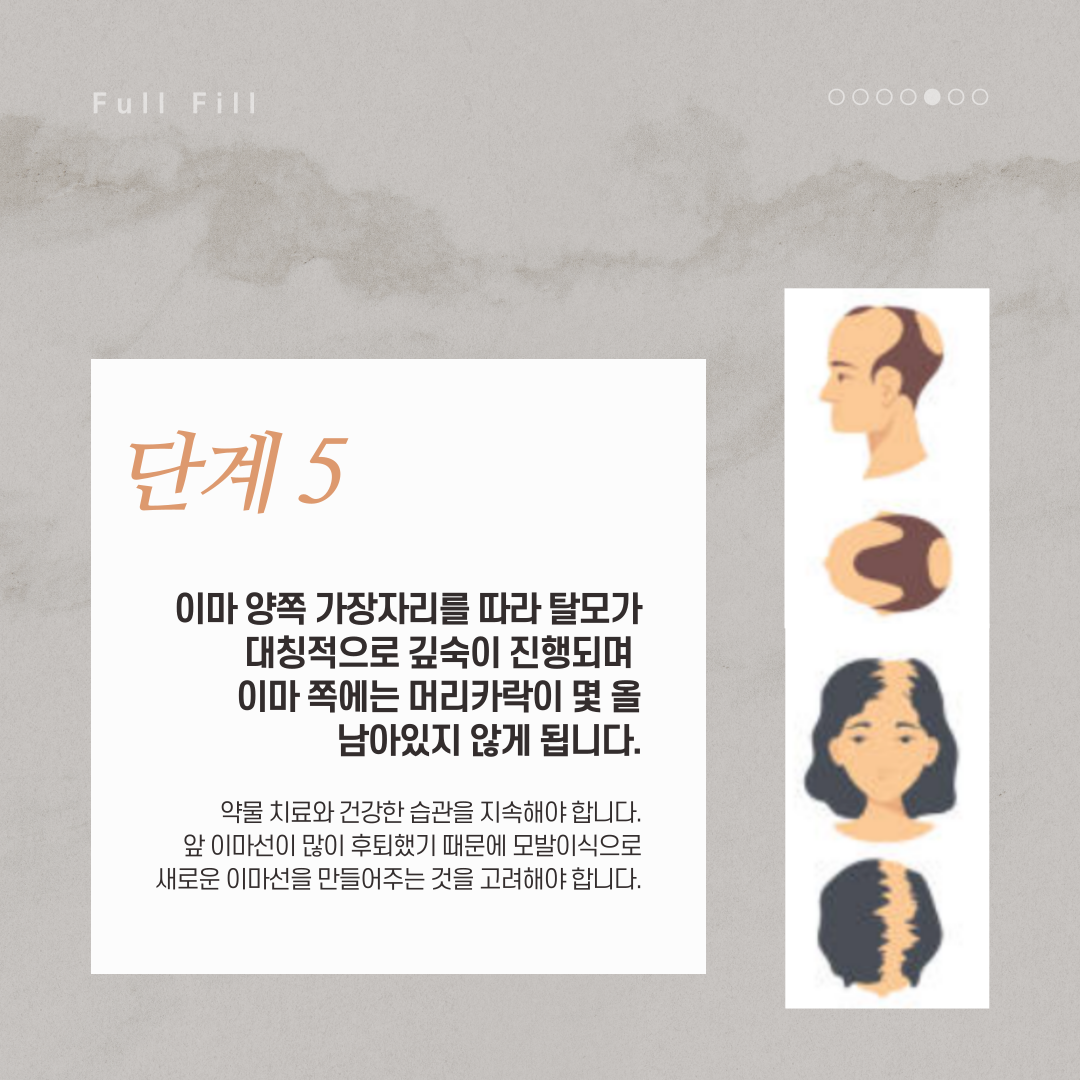 Full Fill
단계 5
이마 양쪽 가장자리를 따라 탈모가
대칭적으로 깊숙이 진행되며
이마 쪽에는 머리카락이 몇 올
남아있지 않게 됩니다.
약물 치료와 건강한 습관을 지속해야 합니다.
앞 이마선이 많이 후퇴했기 때문에 모발이식으로
새로운 이마선을 만들어주는 것을 고려해야 합니다.